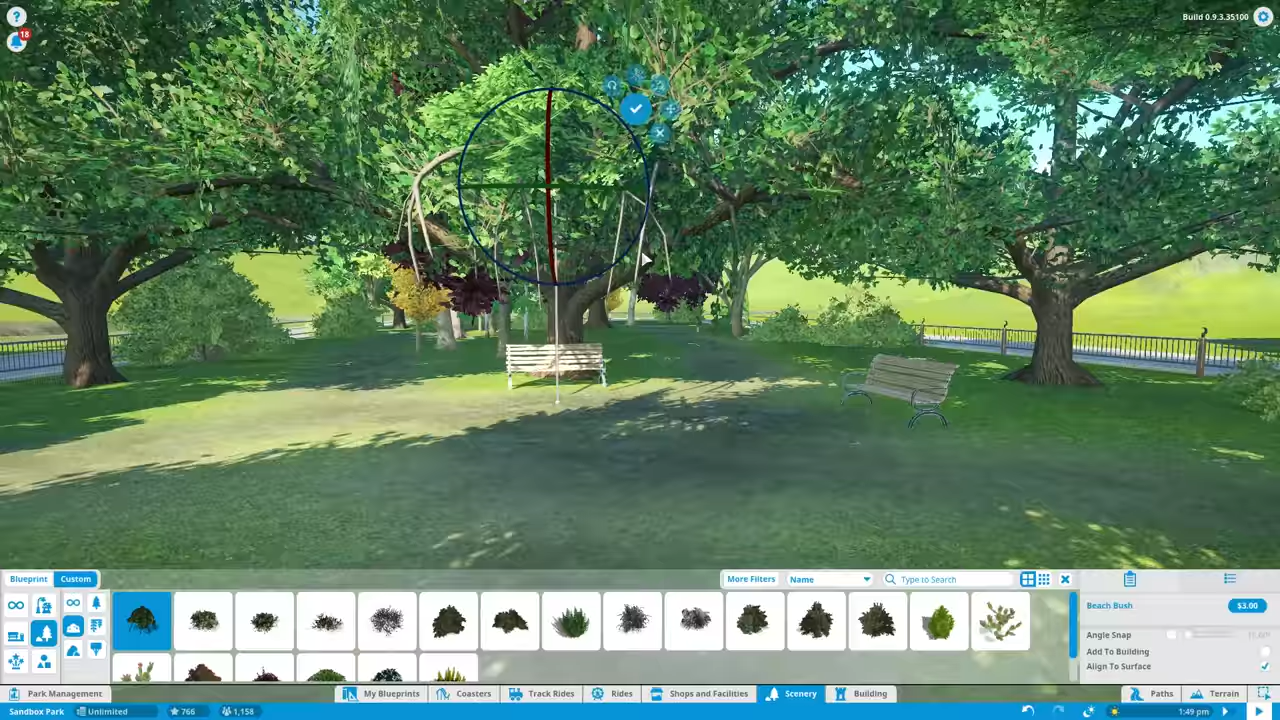 ?
Build 0.9.3.35100
18
Blueprint
Custom
More Filters
Name
Type to Search
Beach Bush
$3.00
Angle Snap
Add To Building
Align To Surface
Park Management
My Blueprints
Coasters
Track Rides
Rides
Shops and Facilities
Scenery
Building
Paths
Terrain
Sandbox Park
Unlimited
766
1,158
1:49 pm